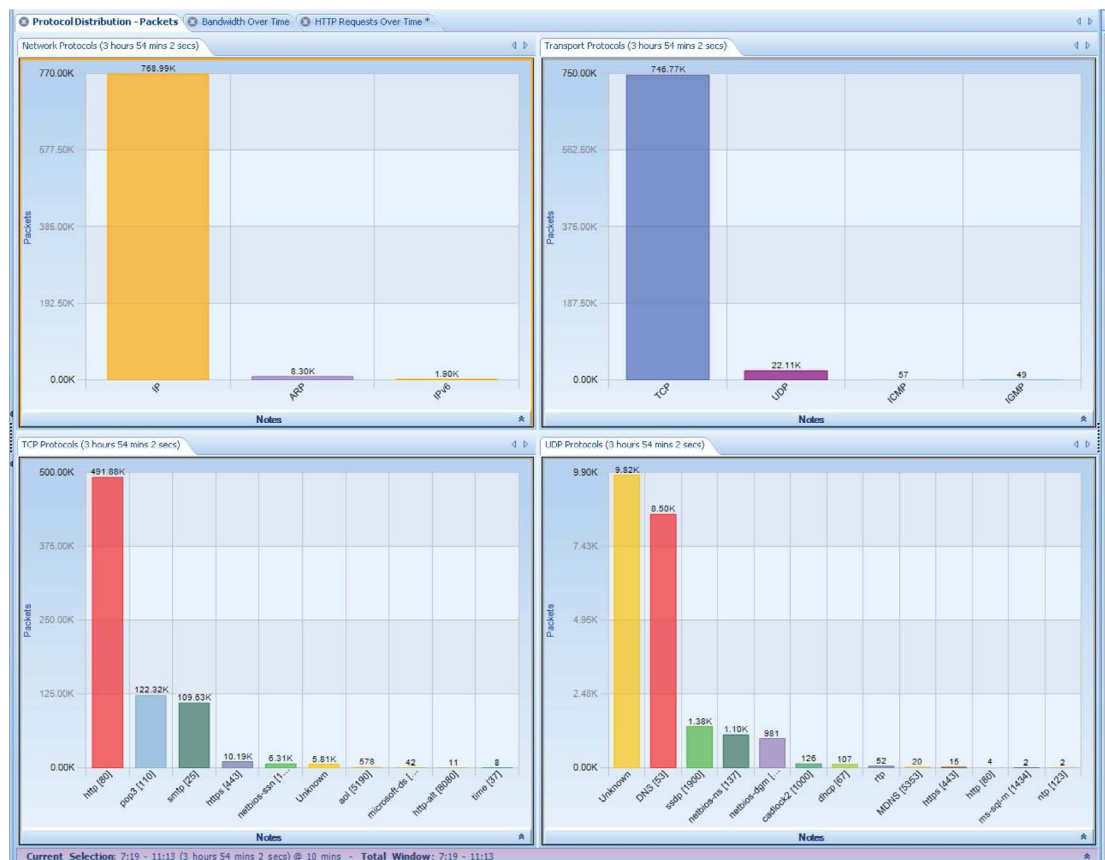 Protocol Distribution - Packets
Bandwidth Over Time
HTTP Requests Over Time *
Network Protocols (3 hours 54 mins 2 secs)
770.00K
577.50K
385.00K
192.50K
0.00K
Packets
768.99K
8.30K
1.90K
IP
ARP
IPv6
Notes
Transport Protocols (3 hours 54 mins 2 secs)
750.00K
562.50K
375.00K
187.50K
0.00K
Packets
746.77K
22.11K
57
49
TCP
UDP
ICMP
IGMP
Notes
TCP Protocols (3 hours 54 mins 2 secs)
500.00K
375.00K
250.00K
125.00K
0.00K
Packets
491.88K
122.32K
109.63K
10.19K
6.31K
5.81K
578
42
11
8
http [80]
pop3 [110]
smtp [25]
https [443]
netbios-ssn [1...
Unknown
aol [5190]
microsoft-ds [...
http-alt [8080]
time [37]
Notes
UDP Protocols (3 hours 54 mins 2 secs)
9.90K
7.43K
4.95K
2.48K
0.00K
Packets
9.82K
8.50K
1.38K
1.10K
981
126
107
52
20
15
4
2
2
Unknown
DNS [53]
ssdp [1900]
netbios-ns [137]
netbios-dgm [...
cadlock2 [1000]
dhcp [67]
rtp
MDNS [5353]
https [443]
http [80]
ms-sql-m [1434]
ntp [123]
Notes
Current Selection: 7:19 - 11:13 (3 hours 54 mins 2 secs) @ 10 mins - Total Window: 7:19 - 11:13